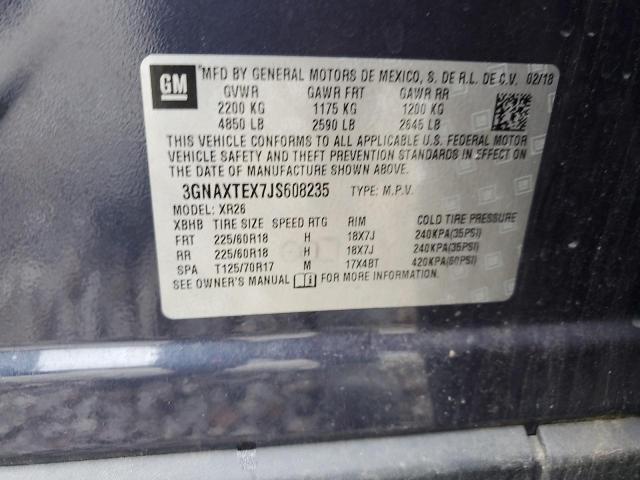 GM *MFD BY GENERAL MOTORS DE MEXICO, S. DE R.L. DE C.V. 02/18
GVWR GAWR FRT GAWR RR
2200 KG 1175 KG 1200 KG
4850 LB 2590 LB 2645 LB
THIS VEHICLE CONFORMS TO ALL APPLICABLE U.S. FEDERAL MOTOR
VEHICLE SAFETY AND THEFT PREVENTION STANDARDS IN EFFECT ON
THE DATE OF MANUFACTURE SHOWN ABOVE.
3GNAXTEX7JS608235 TYPE: M.P.V.
MODEL: XR26
XBHB TIRE SIZE SPEED RTG RIM COLD TIRE PRESSURE
FRT 225/60R18 H 18X7J 240KPA(35PSI)
RR 225/60R18 H 18X7J 240KPA(35PSI)
SPA T125/70R17 M 17X4BT 420KPA(60PSI)
SEE OWNER'S MANUAL FOR MORE INFORMATION.